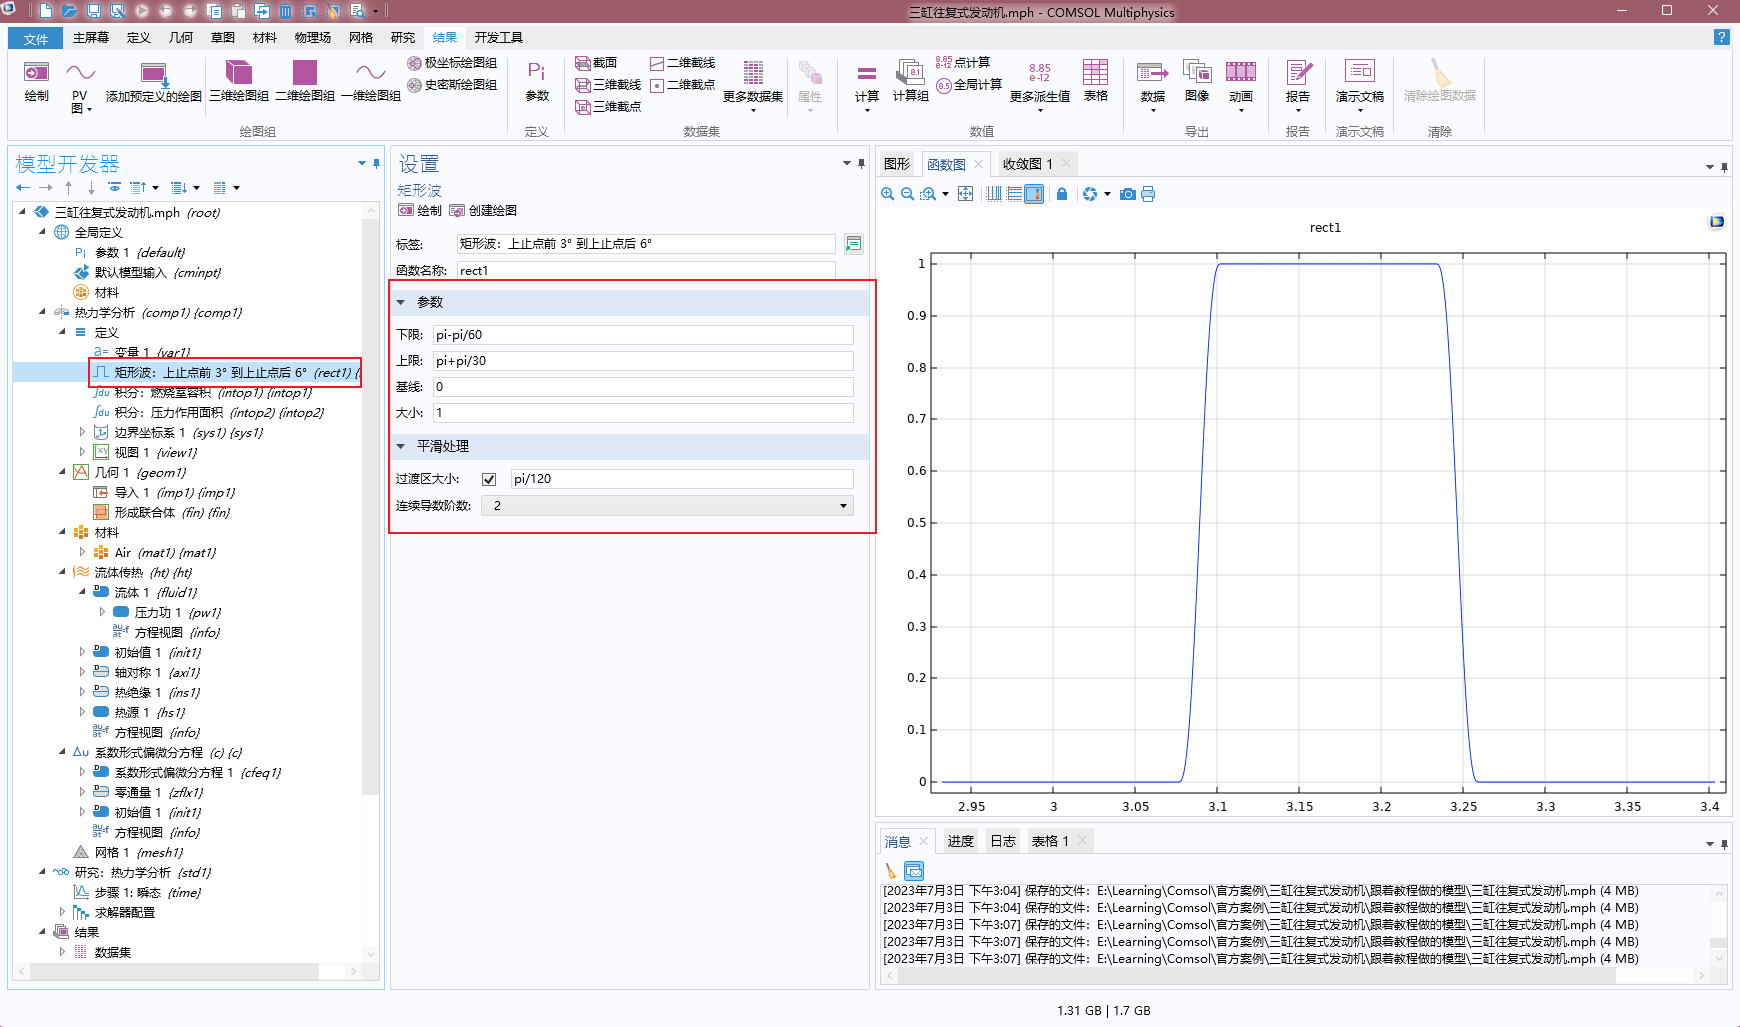 三缸往复式发动机.mph - COMSOL Multiphysics
文件 主屏幕 定义 几何 草图 材料 物理场 网格 研究 结果 开发工具
绘制
PV 图
添加预定义的绘图
三维绘图组
二维绘图组
一维绘图组
极坐标绘图组
史密斯绘图组
绘图组
Pi
参数
定义
截面
三维截线
三维截点
二维截线
二维截点
更多数据集
数据集
属性
计算
计算组
8.85 e-12 点计算
(8.5) 全局计算
8.85 e-12
更多派生值
表格
数值
数据
图像
动画
导出
报告
报告
演示文稿
演示文稿
清除绘图数据
清除
模型开发器
三缸往复式发动机.mph (root)
全局定义
Pi 参数 1 {default}
默认模型输入 {cminpt}
材料
热力学分析 (comp1) {comp1}
定义
a= 变量 1 {var1}
矩形波：上止点前 3° 到上止点后 6° (rect1) {
∫du 积分：燃烧室容积 (intop1) {intop1}
∫du 积分：压力作用面积 (intop2) {intop2}
边界坐标系 1 (sys1) {sys1}
视图 1 {view1}
几何 1 {geom1}
导入 1 (imp1) {imp1}
形成联合体 (fin) {fin}
材料
Air (mat1) {mat1}
流体传热 (ht) {ht}
流体 1 {fluid1}
压力功 1 {pw1}
方程视图 {info}
初始值 1 {init1}
轴对称 1 {axi1}
热绝缘 1 {ins1}
热源 1 {hs1}
方程视图 {info}
Δu 系数形式偏微分方程 (c) {c}
系数形式偏微分方程 1 {cfeq1}
零通量 1 {zflx1}
初始值 1 {init1}
方程视图 {info}
网格 1 {mesh1}
研究：热力学分析 {std1}
步骤 1: 瞬态 {time}
求解器配置
结果
数据集
设置
矩形波
绘制 创建绘图
标签: 矩形波：上止点前 3° 到上止点后 6°
函数名称: rect1
参数
下限: pi-pi/60
上限: pi+pi/30
基线: 0
大小: 1
平滑处理
过渡区大小: pi/120
连续导数阶数: 2
图形 函数图 收敛图 1
rect1
1
0.9
0.8
0.7
0.6
0.5
0.4
0.3
0.2
0.1
0
2.95 3 3.05 3.1 3.15 3.2 3.25 3.3 3.35 3.4
消息 进度 日志 表格 1
[2023年7月3日 下午3:04] 保存的文件：E:\Learning\Comsol\官方案例\三缸往复式发动机\跟着教程做的模型\三缸往复式发动机.mph (4 MB)
[2023年7月3日 下午3:04] 保存的文件：E:\Learning\Comsol\官方案例\三缸往复式发动机\跟着教程做的模型\三缸往复式发动机.mph (4 MB)
[2023年7月3日 下午3:07] 保存的文件：E:\Learning\Comsol\官方案例\三缸往复式发动机\跟着教程做的模型\三缸往复式发动机.mph (4 MB)
[2023年7月3日 下午3:07] 保存的文件：E:\Learning\Comsol\官方案例\三缸往复式发动机\跟着教程做的模型\三缸往复式发动机.mph (4 MB)
[2023年7月3日 下午3:07] 保存的文件：E:\Learning\Comsol\官方案例\三缸往复式发动机\跟着教程做的模型\三缸往复式发动机.mph (4 MB)
1.31 GB | 1.7 GB